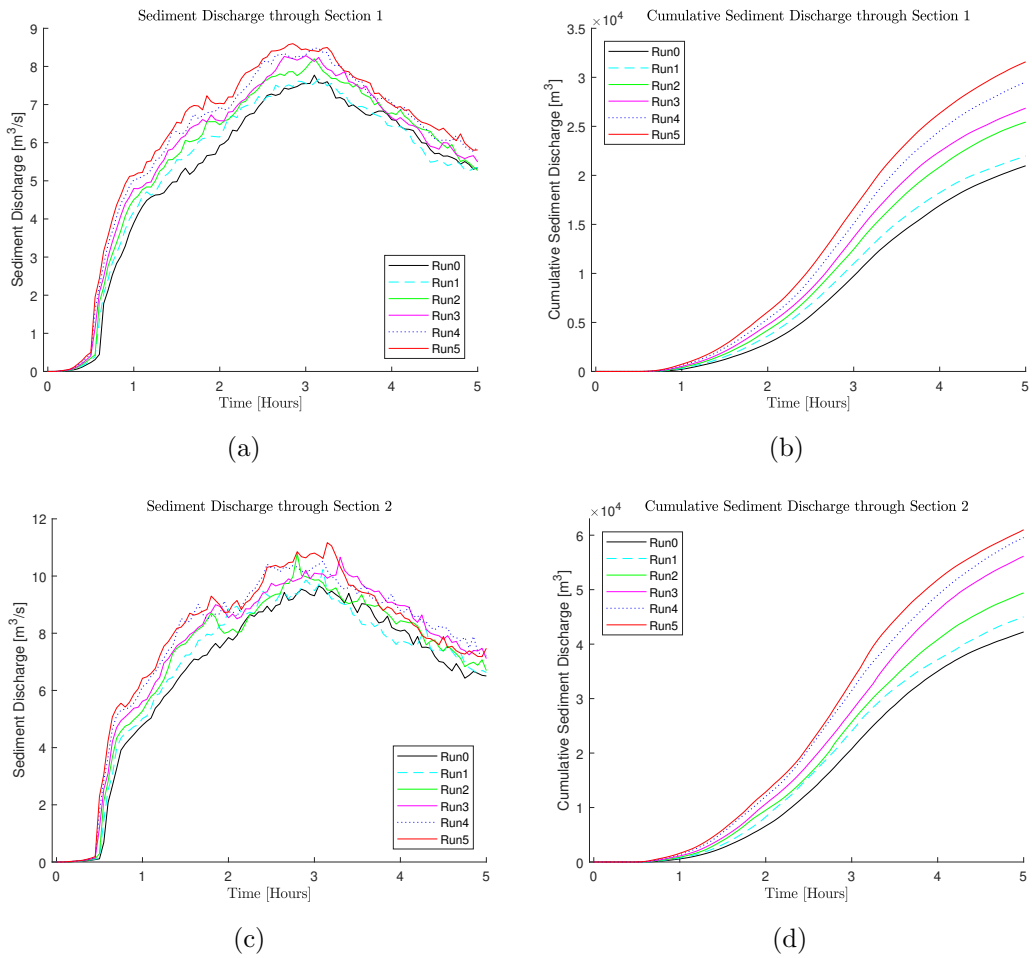 Sediment Discharge through Section 1
Sediment Discharge [m³/s]
9
8
7
6
5
4
3
2
1
0
Run0
Run1
Run2
Run3
Run4
Run5
0 1 2 3 4 5
Time [Hours]
(a)
Cumulative Sediment Discharge through Section 1
×10⁴
Cumulative Sediment Discharge [m³]
3.5
3
2.5
2
1.5
1
0.5
0
Run0
Run1
Run2
Run3
Run4
Run5
0 1 2 3 4 5
Time [Hours]
(b)
Sediment Discharge through Section 2
Sediment Discharge [m³/s]
12
10
8
6
4
2
0
Run0
Run1
Run2
Run3
Run4
Run5
0 1 2 3 4 5
Time [Hours]
(c)
Cumulative Sediment Discharge through Section 2
×10⁴
Cumulative Sediment Discharge [m³]
6
5
4
3
2
1
0
Run0
Run1
Run2
Run3
Run4
Run5
0 1 2 3 4 5
Time [Hours]
(d)